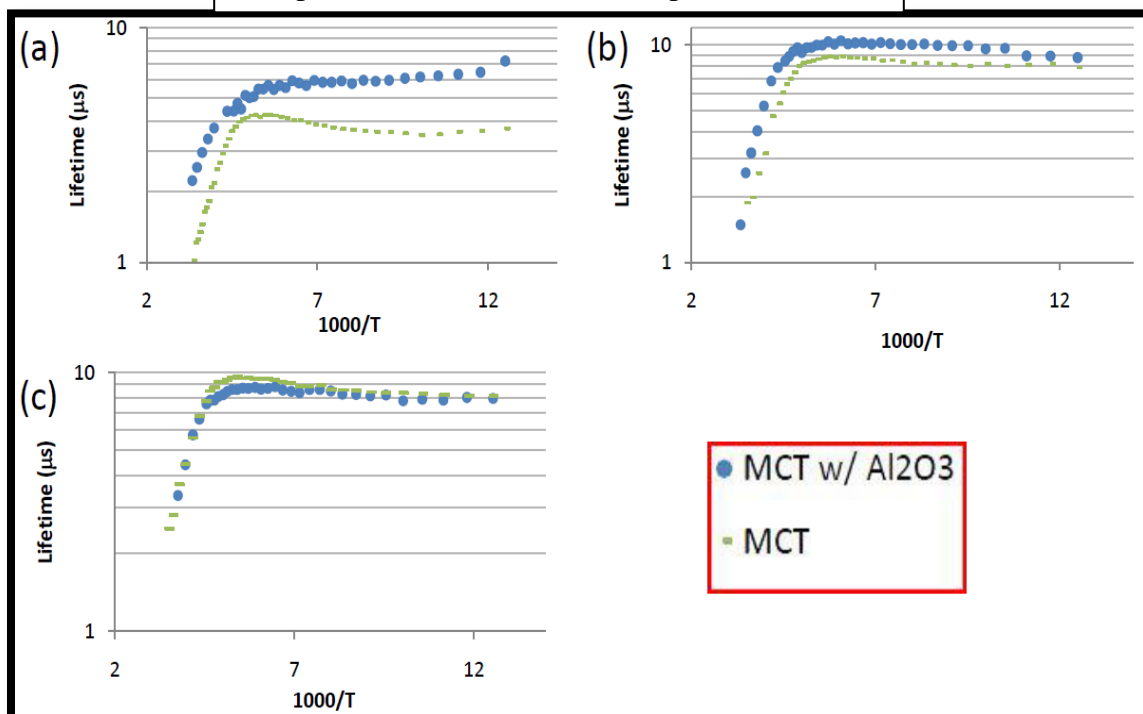 (a)
10
1
Lifetime (µs)
2 7 12
1000/T
(b)
10
1
Lifetime (µs)
2 7 12
1000/T
(c)
10
1
Lifetime (µs)
2 7 12
1000/T
MCT w/ Al2O3
MCT